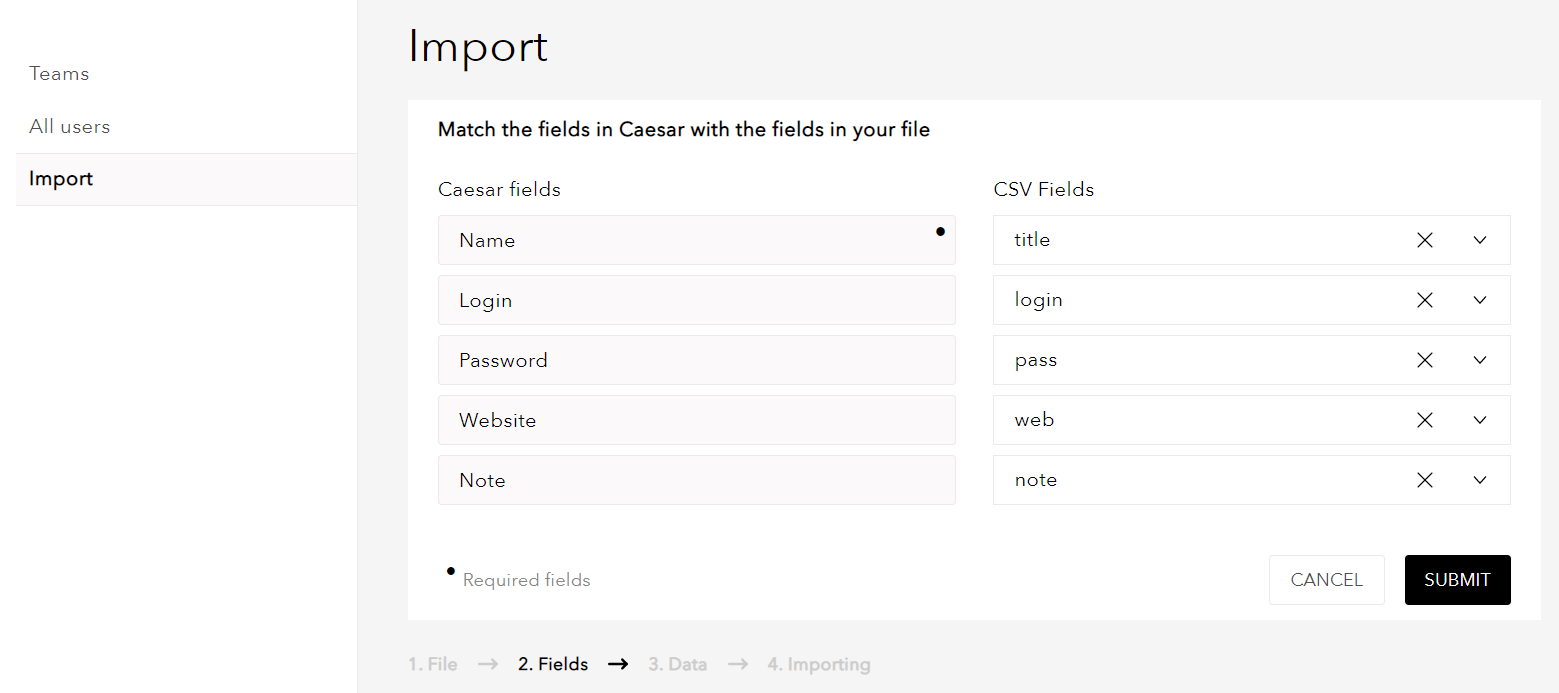 Teams
All users
Import
Import
Match the fields in Caesar with the fields in your file
Caesar fields
CSV Fields
Name
title
Login
login
Password
pass
Website
web
Note
note
Required fields
CANCEL
SUBMIT
1. File → 2. Fields → 3. Data → 4. Importing